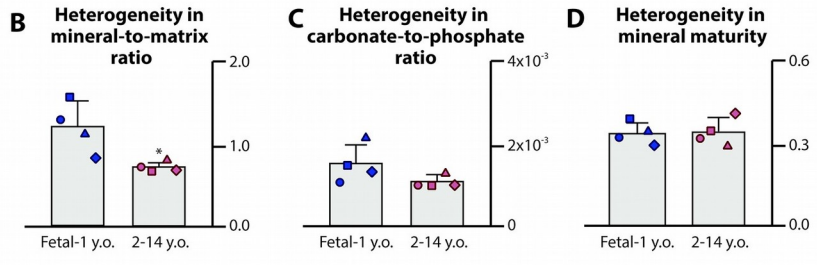 B
Heterogeneity in
mineral-to-matrix
ratio
2.0
1.0
0.0
*
Fetal-1 y.o.
2-14 y.o.
C
Heterogeneity in
carbonate-to-phosphate
ratio
4x10⁻³
2x10⁻³
0
Fetal-1 y.o.
2-14 y.o.
D
Heterogeneity in
mineral maturity
0.6
0.3
0.0
Fetal-1 y.o.
2-14 y.o.